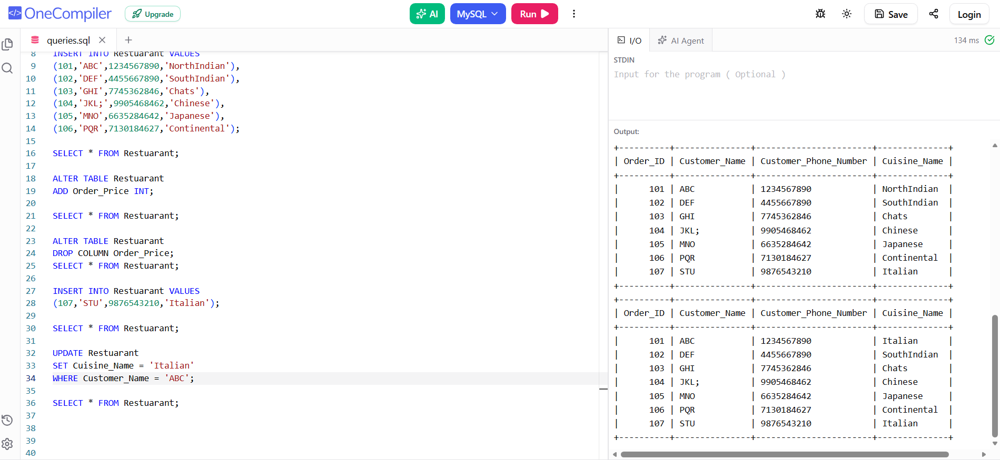 </> OneCompiler
Upgrade
AI
MySQL
Run
Save
Login
queries.sql
I/O
AI Agent
134 ms
8 INSERT INTO Restuarant VALUES
9 (101,'ABC',1234567890,'NorthIndian'),
10 (102,'DEF',4455667890,'SouthIndian'),
11 (103,'GHI',7745362846,'Chats'),
12 (104,'JKL;',9905468462,'Chinese'),
13 (105,'MNO',6635284642,'Japanese'),
14 (106,'PQR',7130184627,'Continental');
15
16 SELECT * FROM Restuarant;
17
18 ALTER TABLE Restuarant
19 ADD Order_Price INT;
20
21 SELECT * FROM Restuarant;
22
23 ALTER TABLE Restuarant
24 DROP COLUMN Order_Price;
25 SELECT * FROM Restuarant;
26
27 INSERT INTO Restuarant VALUES
28 (107,'STU',9876543210,'Italian');
29
30 SELECT * FROM Restuarant;
31
32 UPDATE Restuarant
33 SET Cuisine_Name = 'Italian'
34 WHERE Customer_Name = 'ABC';
35
36 SELECT * FROM Restuarant;
37
38
39
40
STDIN
Input for the program ( Optional )
Output:
+----------+---------------+-----------------------+--------------+
| Order_ID | Customer_Name | Customer_Phone_Number | Cuisine_Name |
+----------+---------------+-----------------------+--------------+
|      101 | ABC           | 1234567890            | NorthIndian  |
|      102 | DEF           | 4455667890            | SouthIndian  |
|      103 | GHI           | 7745362846            | Chats        |
|      104 | JKL;          | 9905468462            | Chinese      |
|      105 | MNO           | 6635284642            | Japanese     |
|      106 | PQR           | 7130184627            | Continental  |
|      107 | STU           | 9876543210            | Italian      |
+----------+---------------+-----------------------+--------------+
+----------+---------------+-----------------------+--------------+
| Order_ID | Customer_Name | Customer_Phone_Number | Cuisine_Name |
+----------+---------------+-----------------------+--------------+
|      101 | ABC           | 1234567890            | Italian      |
|      102 | DEF           | 4455667890            | SouthIndian  |
|      103 | GHI           | 7745362846            | Chats        |
|      104 | JKL;          | 9905468462            | Chinese      |
|      105 | MNO           | 6635284642            | Japanese     |
|      106 | PQR           | 7130184627            | Continental  |
|      107 | STU           | 9876543210            | Italian      |
+----------+---------------+-----------------------+--------------+